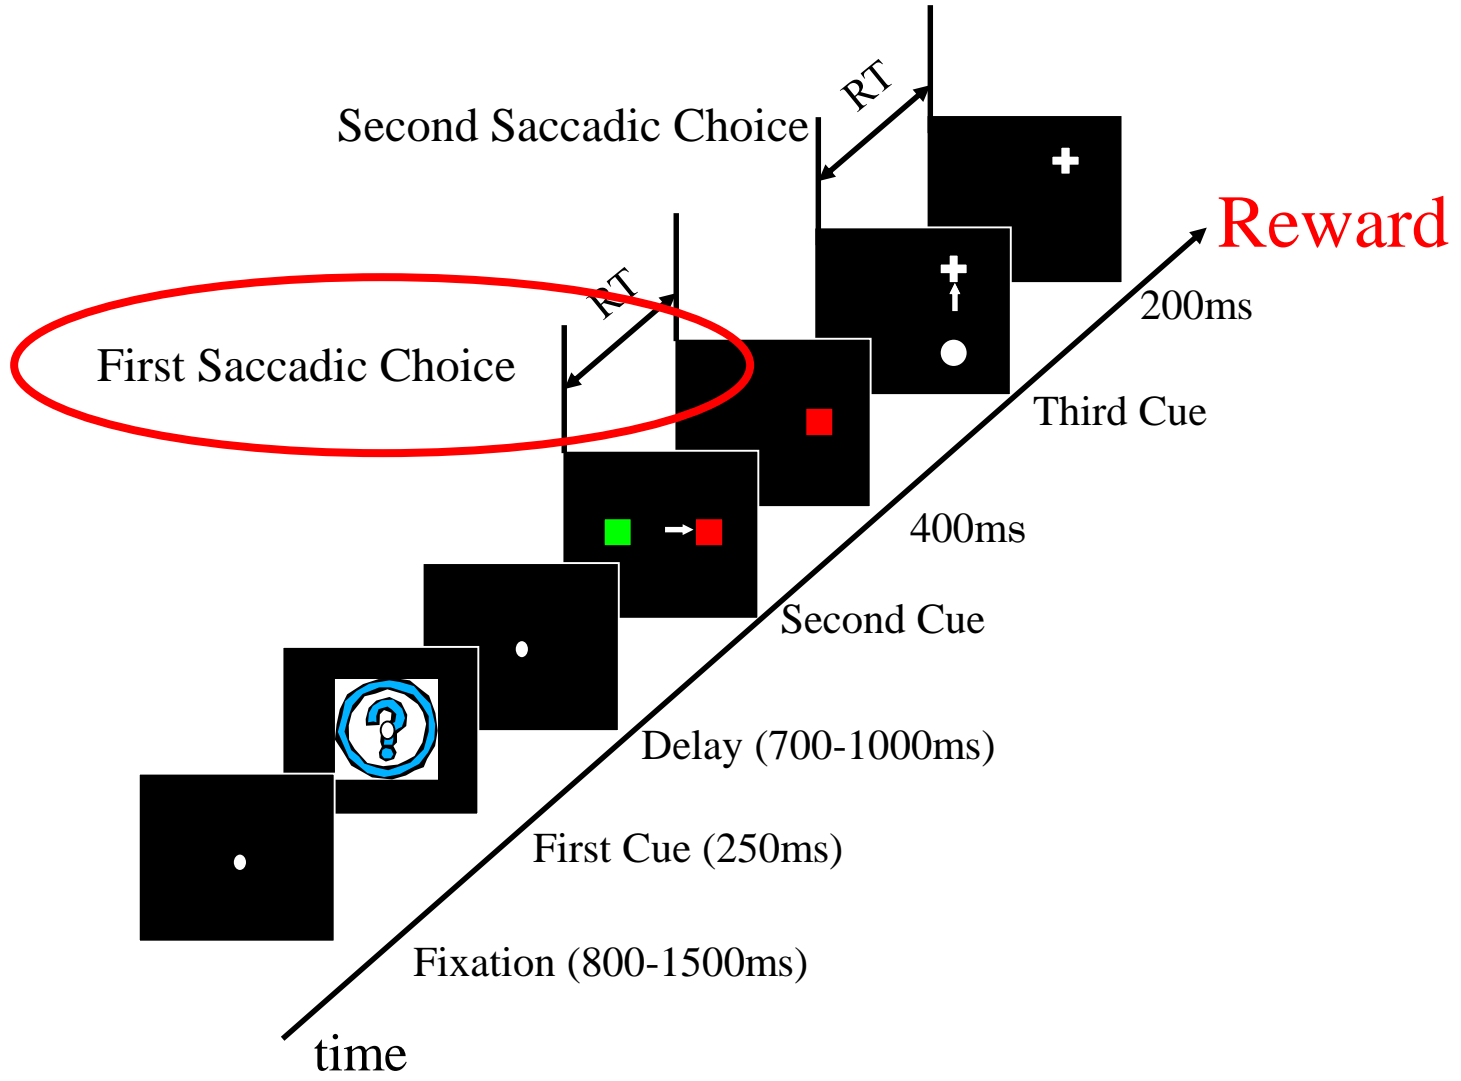 RT
Second Saccadic Choice
Reward
RT
200ms
First Saccadic Choice
Third Cue
400ms
Second Cue
?
Delay (700-1000ms)
First Cue (250ms)
Fixation (800-1500ms)
time